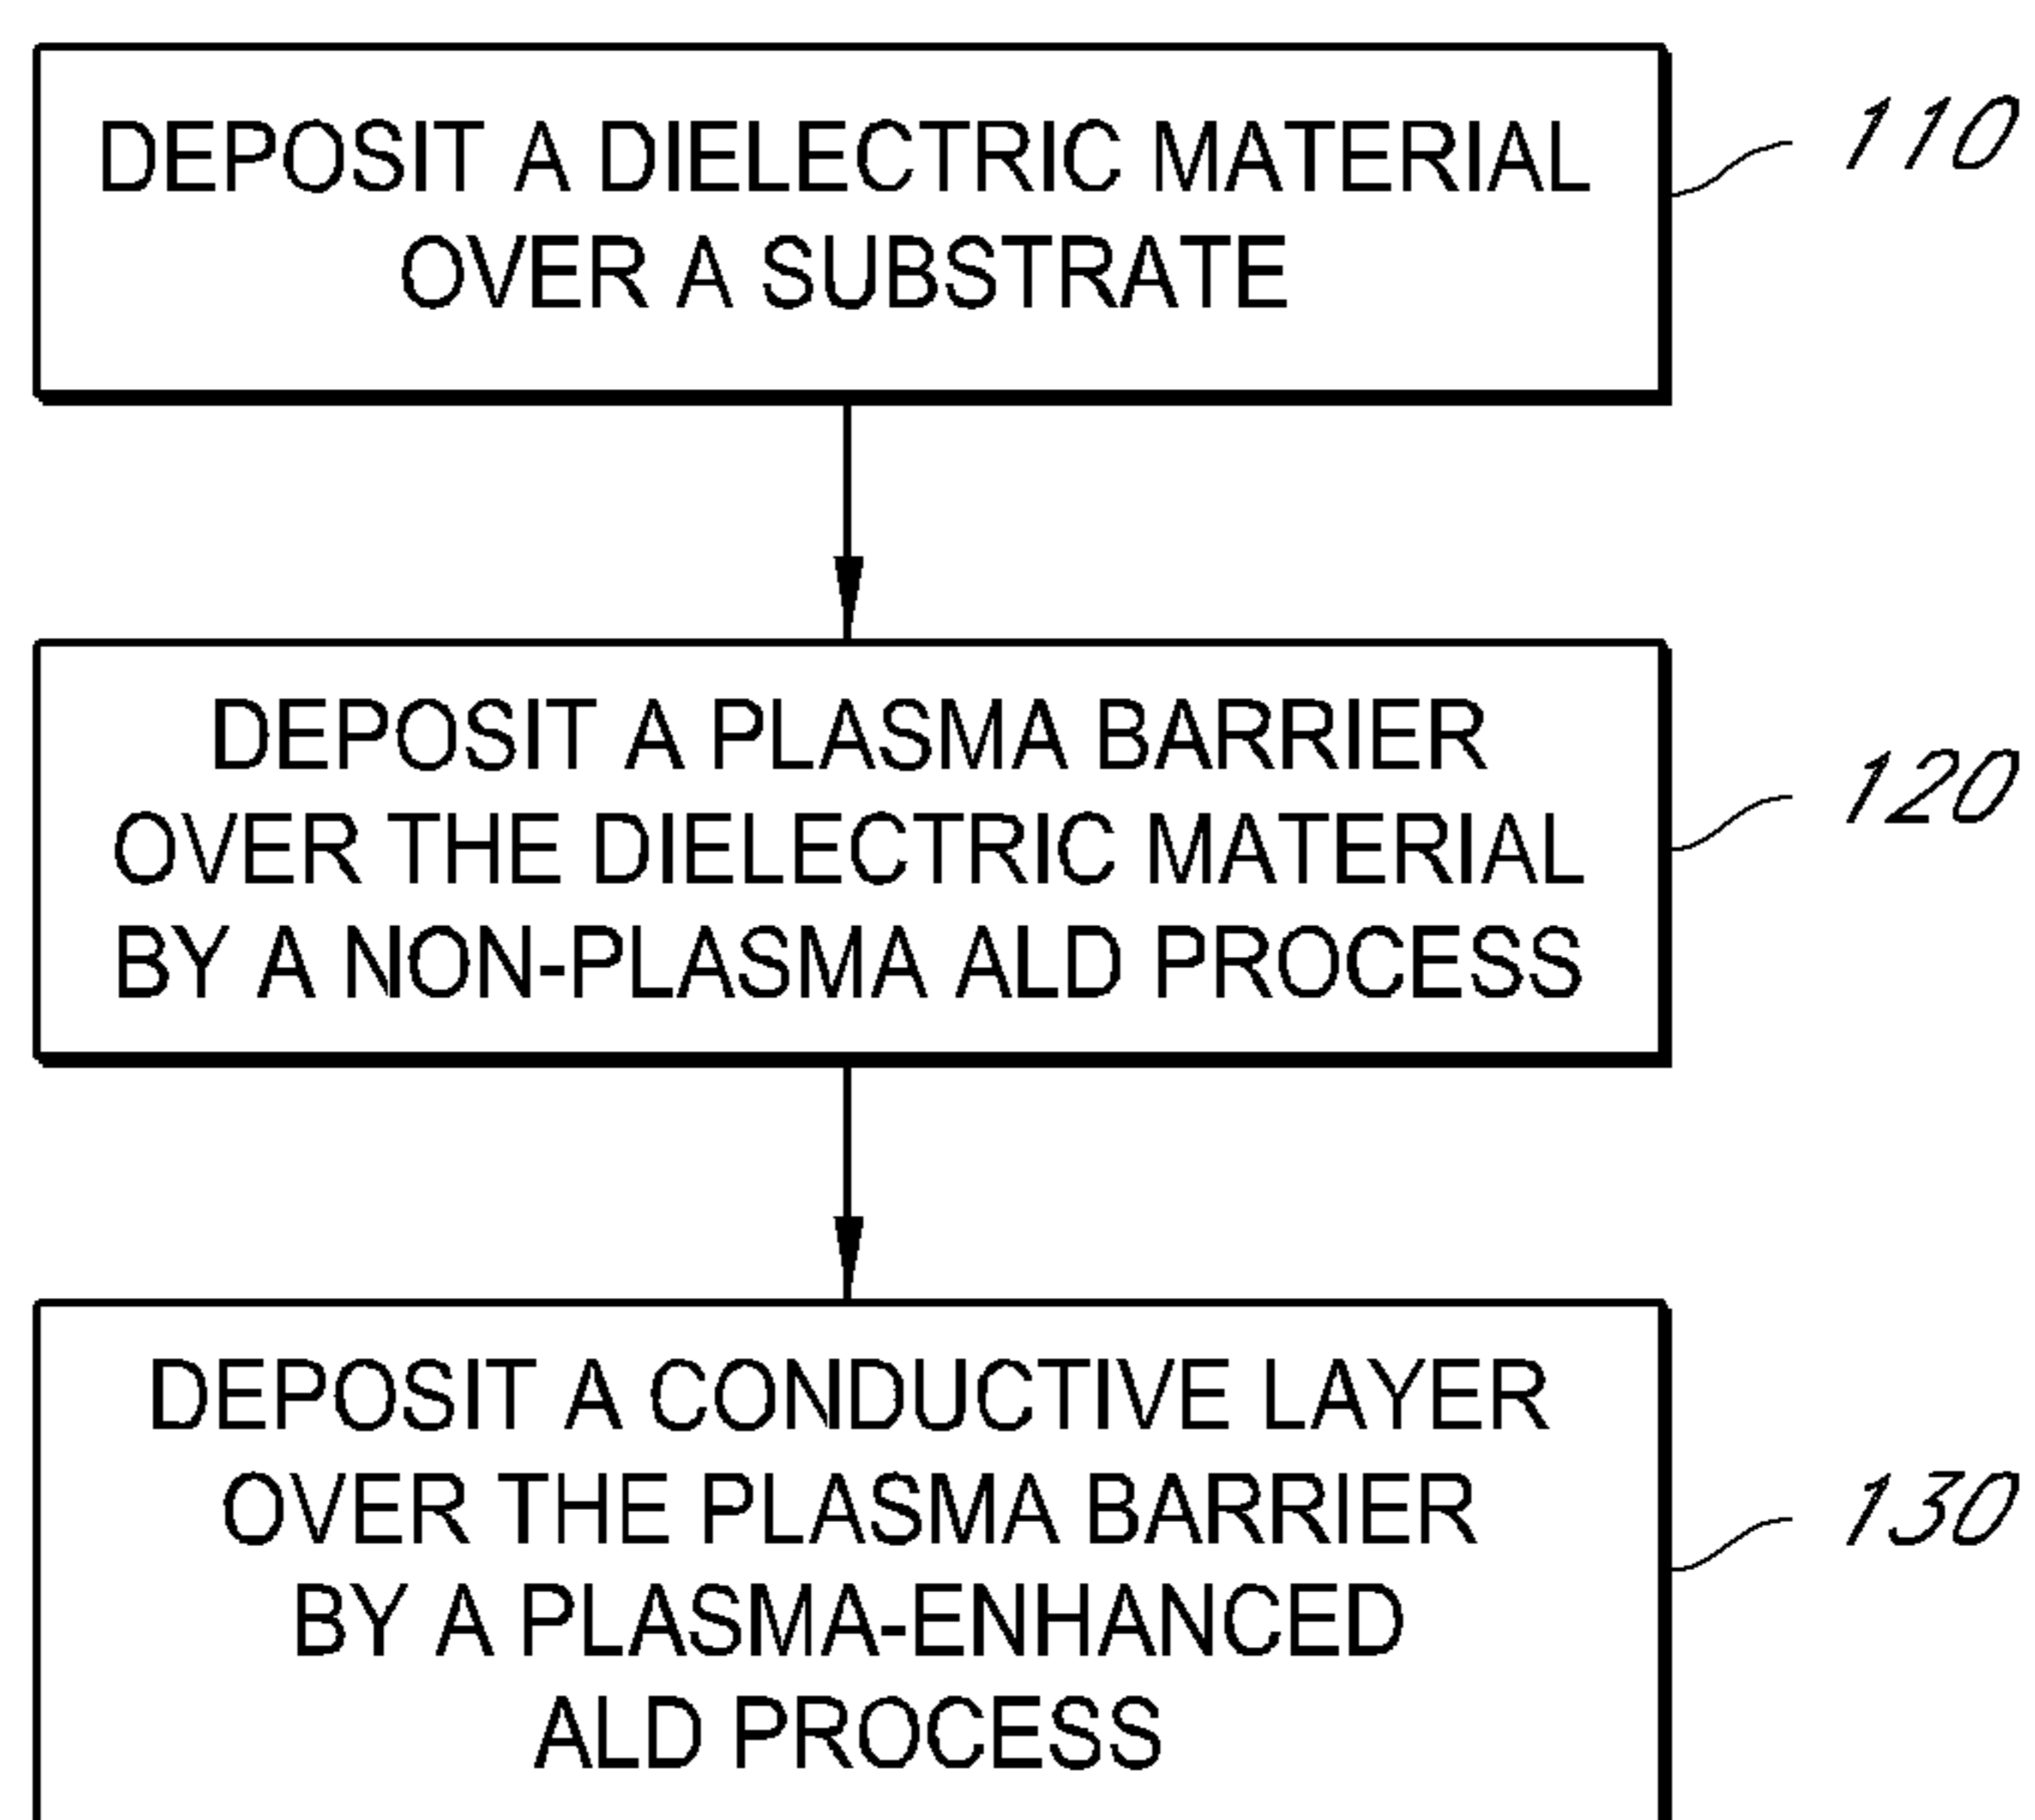 DEPOSIT A DIELECTRIC MATERIAL
OVER A SUBSTRATE
110
DEPOSIT A PLASMA BARRIER
OVER THE DIELECTRIC MATERIAL
BY A NON-PLASMA ALD PROCESS
120
DEPOSIT A CONDUCTIVE LAYER
OVER THE PLASMA BARRIER
BY A PLASMA-ENHANCED
ALD PROCESS
130